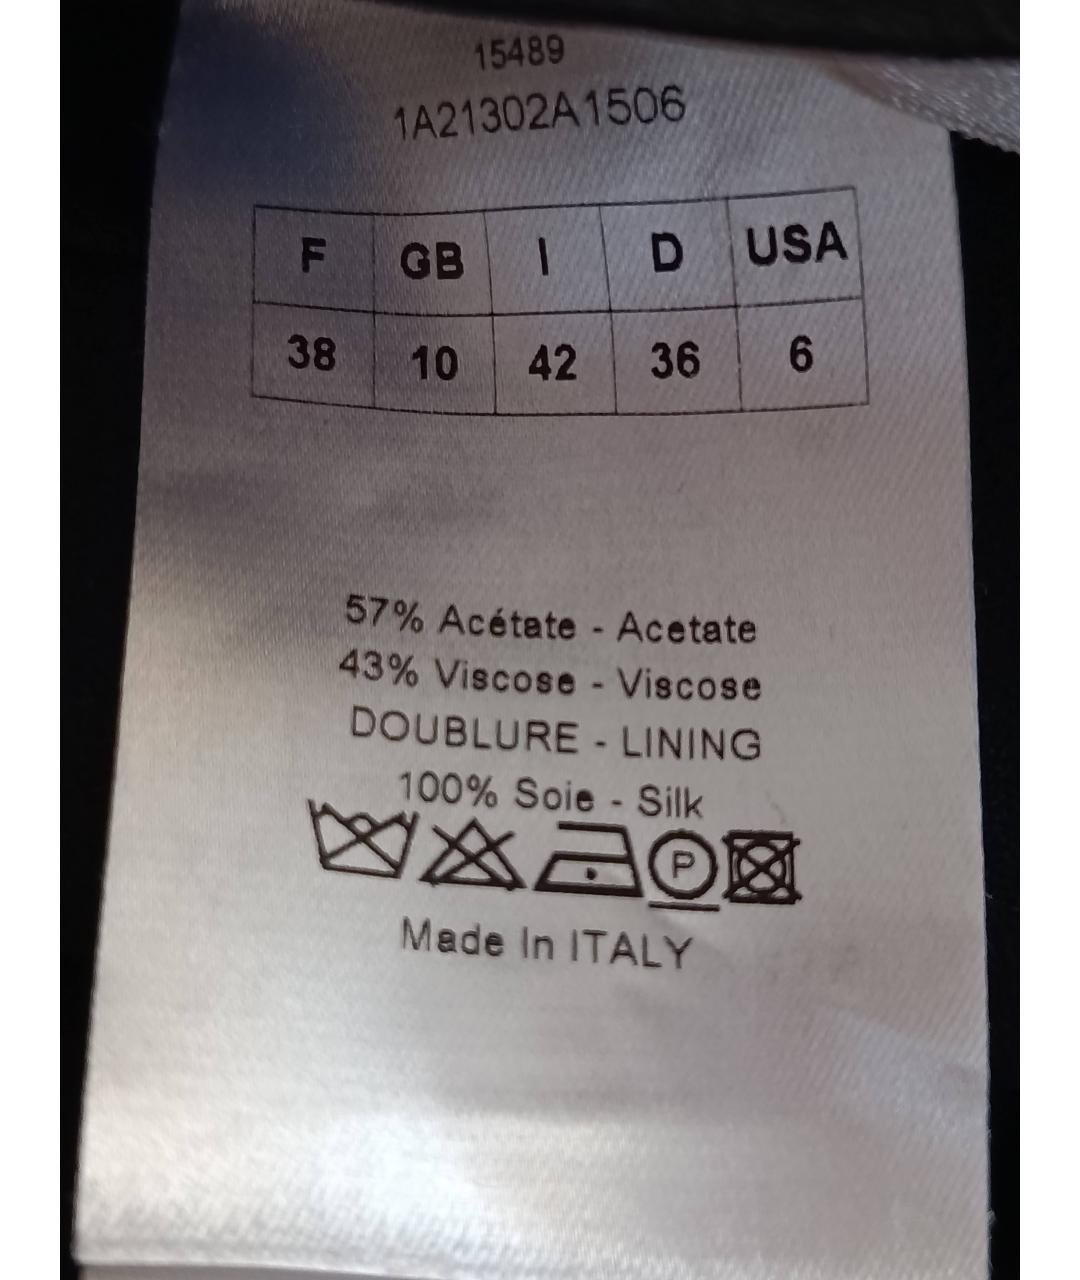 15489
1A21302A1506
F GB I D USA
38 10 42 36 6
57% Acétate - Acetate
43% Viscose - Viscose
DOUBLURE - LINING
100% Soie - Silk
P
Made In ITALY